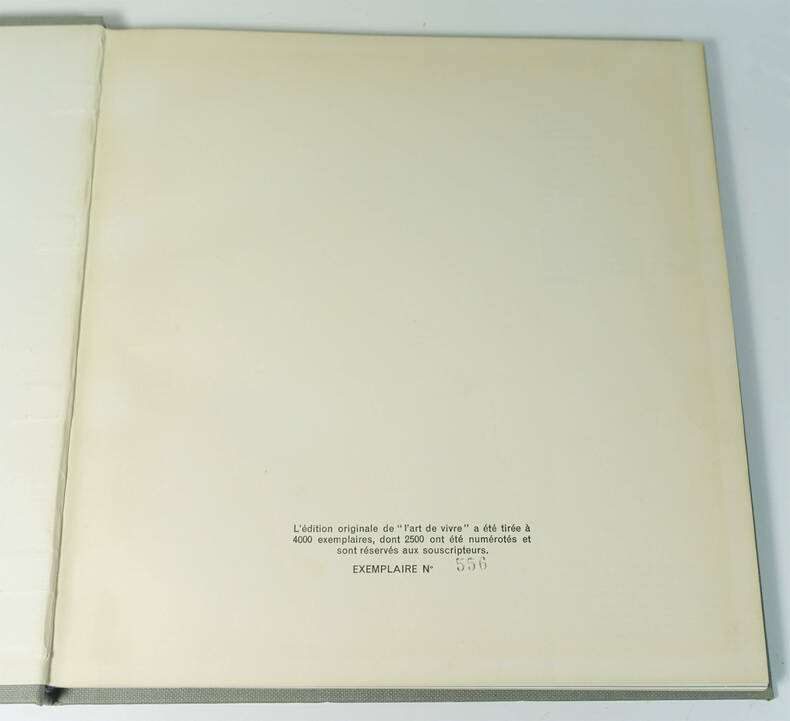 L'édition originale de "l'art de vivre" a été tirée à
4000 exemplaires, dont 2500 ont été numérotés et
sont réservés aux souscripteurs.
EXEMPLAIRE N° 556